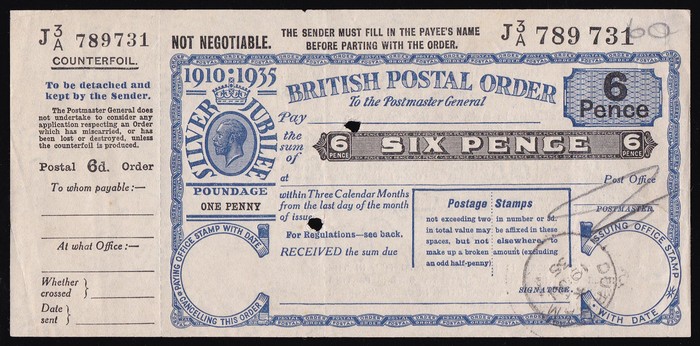 J 3/A 789731
COUNTERFOIL.
To be detached and
kept by the Sender.
The Postmaster General does
not undertake to consider any
application respecting an Order
which has miscarried, or has
been lost or destroyed, unless
the counterfoil is produced.
Postal 6d. Order
To whom payable:—
At what Office:—
Whether
crossed }
Date
sent }
NOT NEGOTIABLE.
THE SENDER MUST FILL IN THE PAYEE'S NAME
BEFORE PARTING WITH THE ORDER.
J 3/A 789 731
60
1910:1935
SILVER JUBILEE
POUNDAGE
ONE PENNY
BRITISH POSTAL ORDER
To the Postmaster General
6
Pence
Pay
the
sum
of
6 PENCE
SIX PENCE
6 PENCE
at
Post Office
within Three Calendar Months
from the last day of the month
of issue
For Regulations—see back.
RECEIVED the sum due
POSTMASTER.
Postage Stamps
not exceeding two in number or 5d.
in total value may be affixed in these
spaces, but not elsewhere to
make up a broken amount (excluding
an odd half-penny)
SIGNATURE.
PAYING OFFICE STAMP WITH DATE
CANCELLING THIS ORDER
ISSUING OFFICE STAMP
WITH DATE